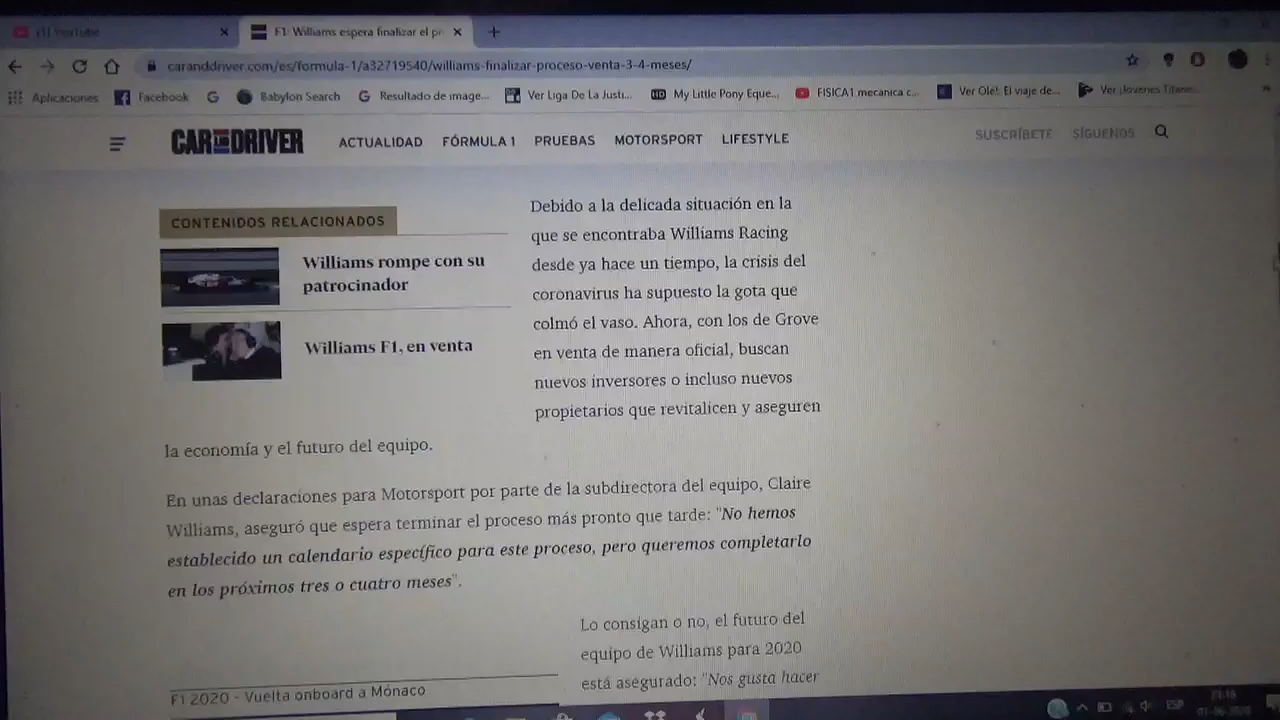 (1) YouTube
F1: Williams espera finalizar el pr
caranddriver.com/es/formula-1/a32719540/williams-finalizar-proceso-venta-3-4-meses/
Aplicaciones Facebook Babylon Search Resultado de image... Ver Liga De La Justi... My Little Pony Eque... FISICA1 mecanica c... Ver Ole!: El viaje de... Ver Jóvenes Titane...
CAR AND DRIVER ACTUALIDAD FÓRMULA 1 PRUEBAS MOTORSPORT LIFESTYLE SUSCRÍBETE SÍGUENOS
CONTENIDOS RELACIONADOS
Williams rompe con su
patrocinador
Williams F1, en venta
Debido a la delicada situación en la
que se encontraba Williams Racing
desde ya hace un tiempo, la crisis del
coronavirus ha supuesto la gota que
colmó el vaso. Ahora, con los de Grove
en venta de manera oficial, buscan
nuevos inversores o incluso nuevos
propietarios que revitalicen y aseguren
la economía y el futuro del equipo.
En unas declaraciones para Motorsport por parte de la subdirectora del equipo, Claire
Williams, aseguró que espera terminar el proceso más pronto que tarde: "No hemos
establecido un calendario específico para este proceso, pero queremos completarlo
en los próximos tres o cuatro meses".
Lo consigan o no, el futuro del
equipo de Williams para 2020
está asegurado: "Nos gusta hacer
F1 2020 - Vuelta onboard a Mónaco
ESP